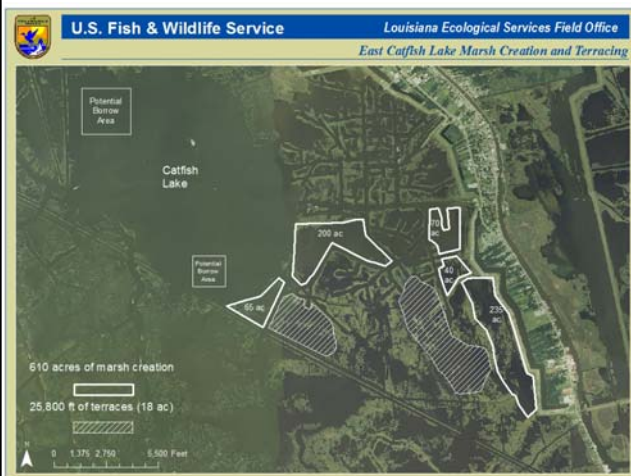 U.S. Fish & Wildlife Service
Louisiana Ecological Services Field Office
East Catfish Lake Marsh Creation and Terracing
Potential
Borrow
Area
Catfish
Lake
200 ac
70
ac
Potential
Borrow
Area
40
ac
65 ac
235
ac
610 acres of marsh creation
25,800 ft of terraces (18 ac)
N
0 1,375 2,750 5,500 Feet